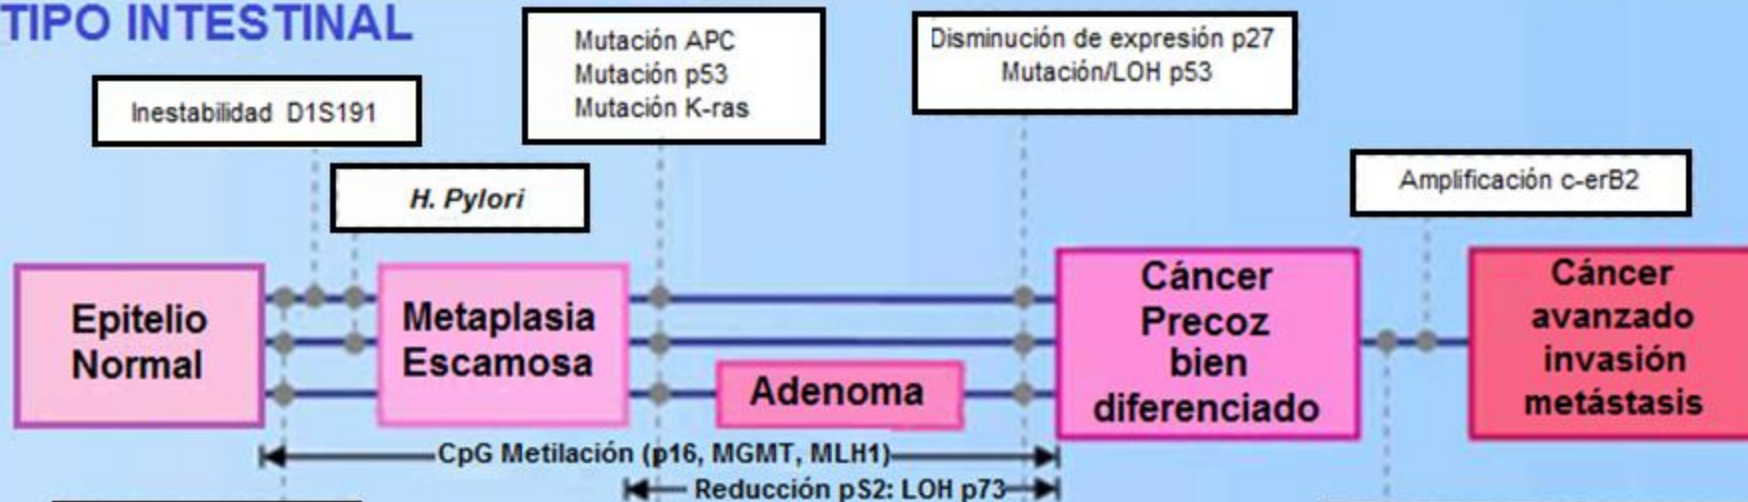 TIPO INTESTINAL
Inestabilidad D1S191
H. Pylori
Mutación APC
Mutación p53
Mutación K-ras
Disminución de expresión p27
Mutación/LOH p53
Amplificación c-erB2
Epitelio
Normal
Metaplasia
Escamosa
Adenoma
Cáncer
Precoz
bien
diferenciado
Cáncer
avanzado
invasión
metástasis
CpG Metilación (p16, MGMT, MLH1)
Reducción pS2: LOH p73